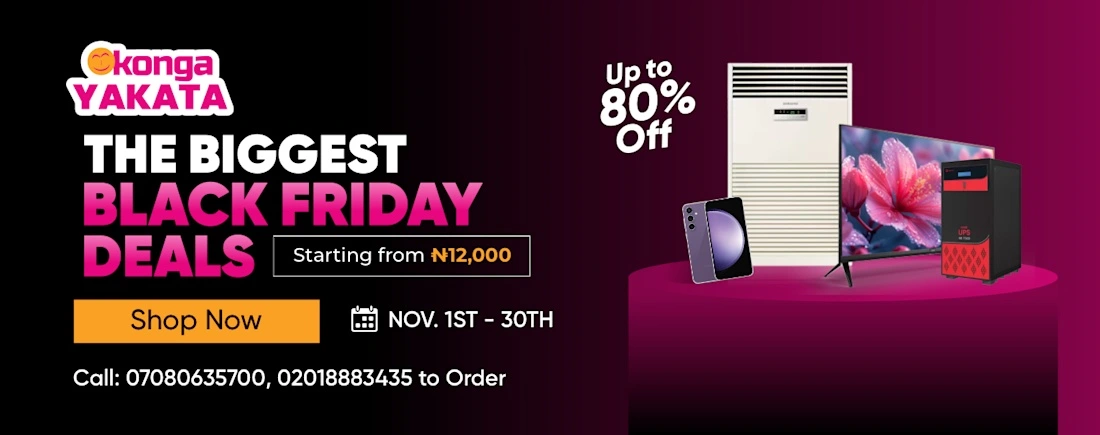 konga
YAKATA
THE BIGGEST
BLACK FRIDAY
DEALS
Starting from ₦12,000
Shop Now
NOV. 1ST - 30TH
Call: 07080635700, 02018883435 to Order
Up to
80%
Off
UPS